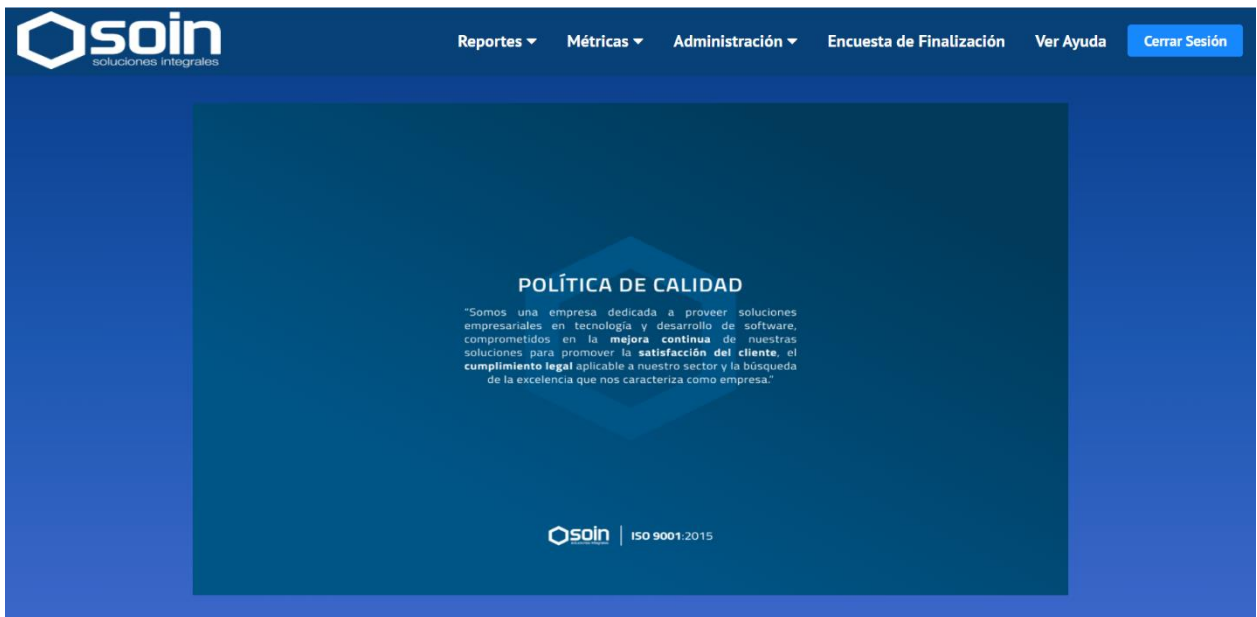 soin
soluciones integrales
Reportes Métricas Administración Encuesta de Finalización Ver Ayuda Cerrar Sesión
POLÍTICA DE CALIDAD
"Somos una empresa dedicada a proveer soluciones
empresariales en tecnología y desarrollo de software,
comprometidos en la mejora continua de nuestras
soluciones para promover la satisfacción del cliente, el
cumplimiento legal aplicable a nuestro sector y la búsqueda
de la excelencia que nos caracteriza como empresa."
soin | ISO 9001:2015